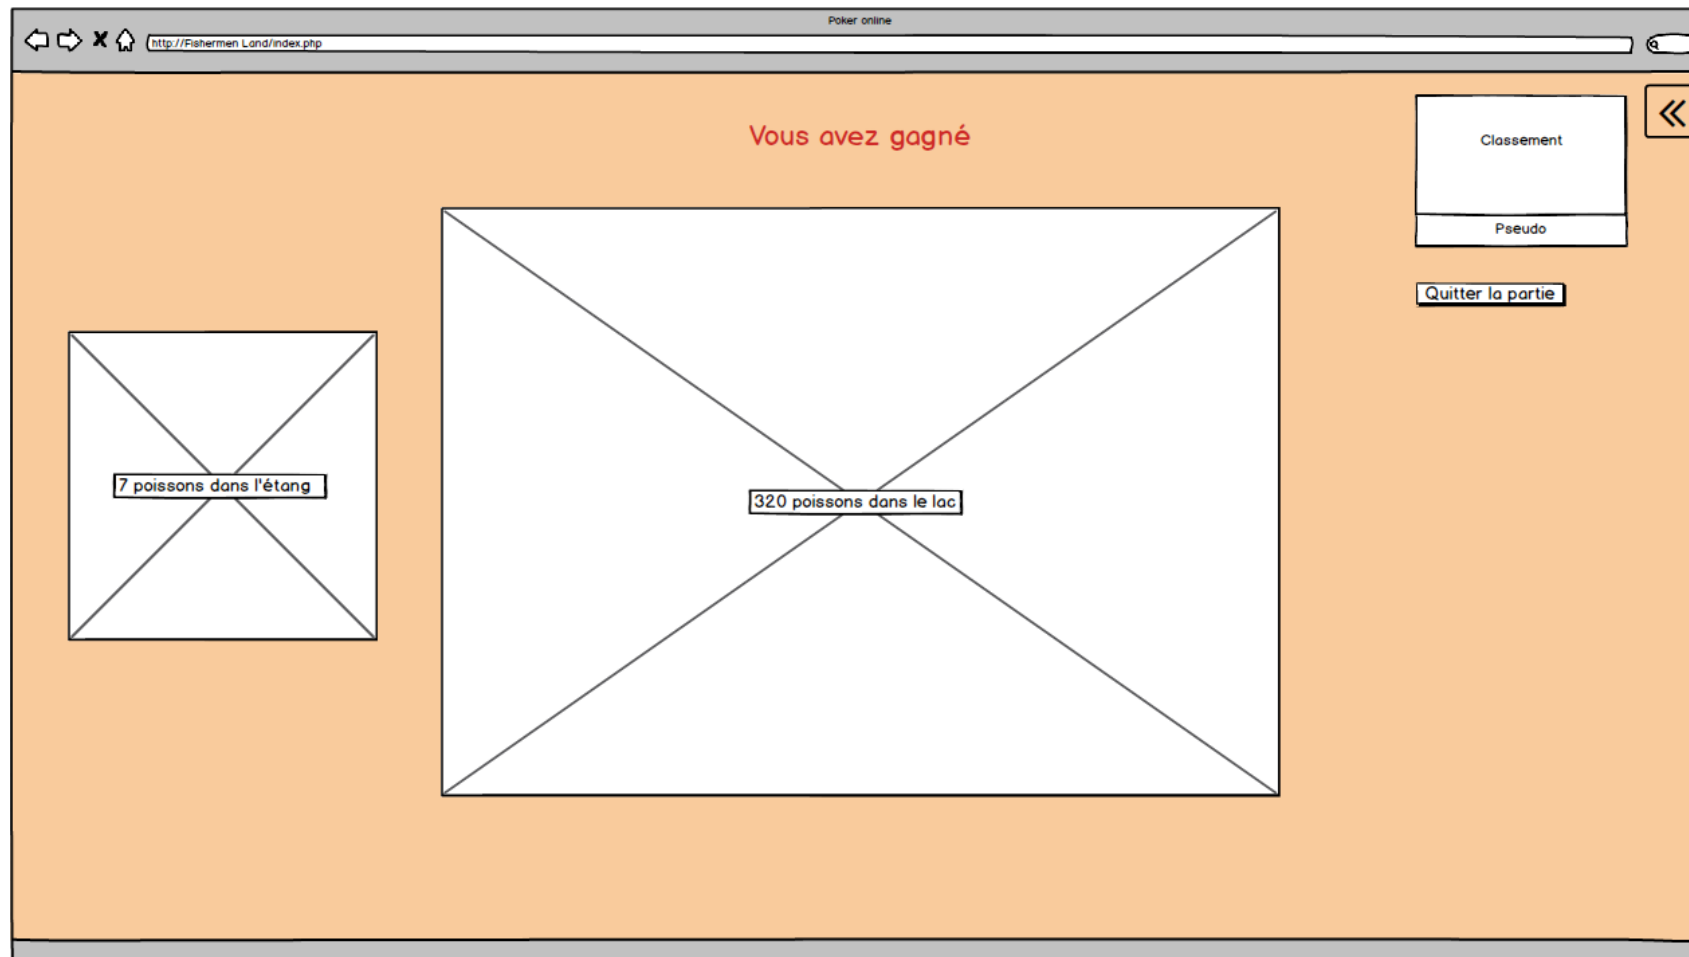 Poker online
http://Fishermen Land/index.php
Vous avez gagné
Classement
Pseudo
Quitter la partie
7 poissons dans l'étang
320 poissons dans le lac